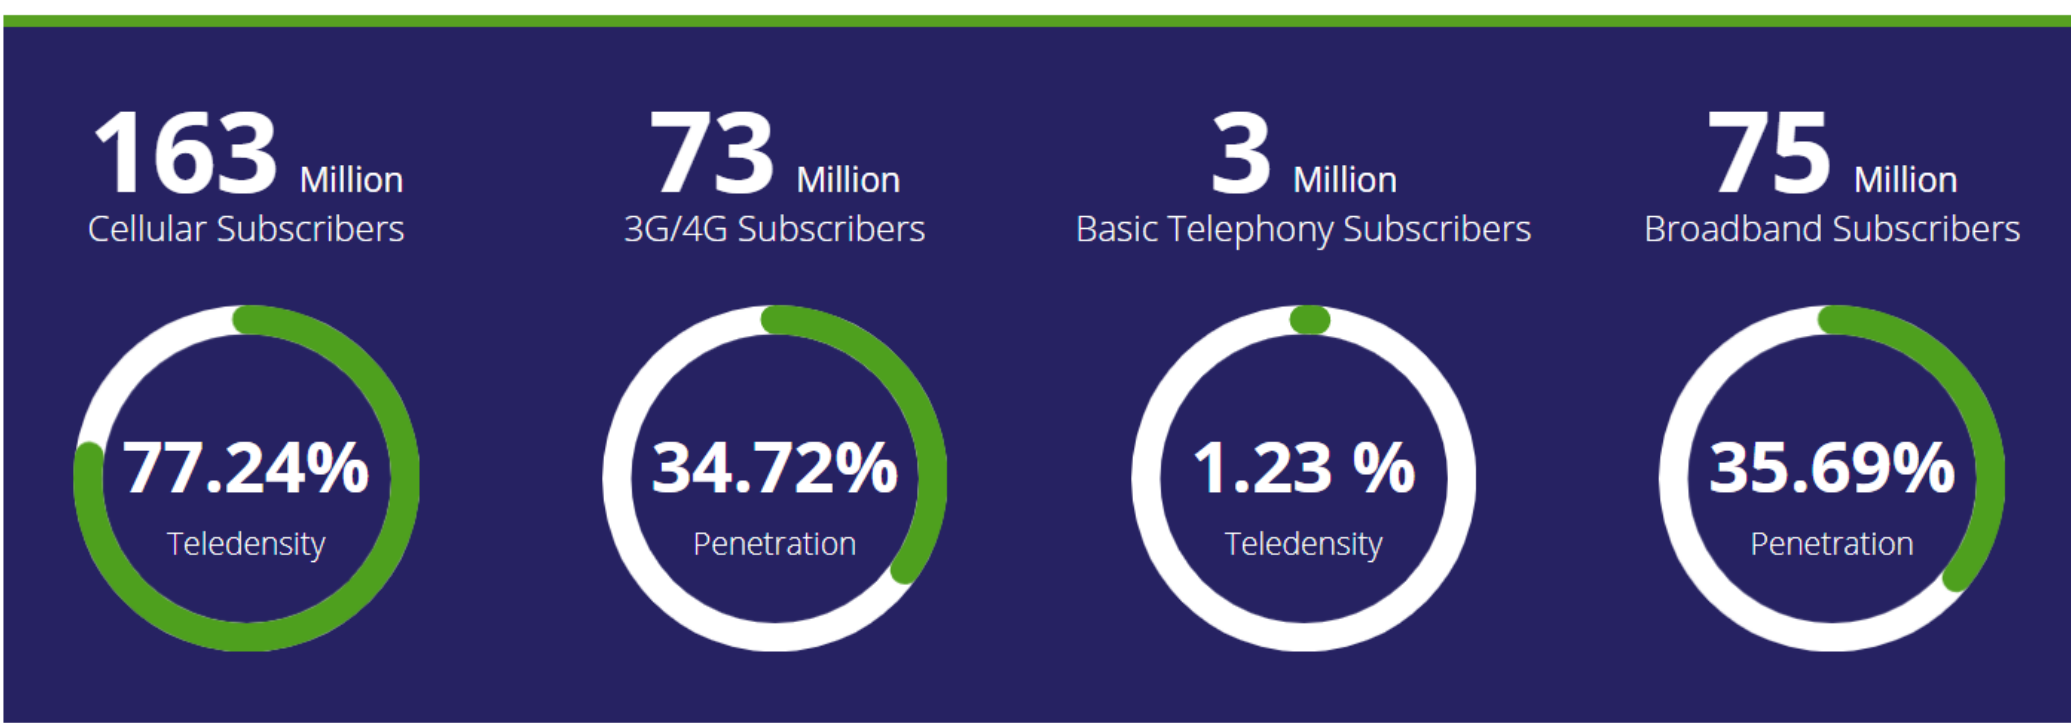 163 Million
Cellular Subscribers
77.24%
Teledensity
73 Million
3G/4G Subscribers
34.72%
Penetration
3 Million
Basic Telephony Subscribers
1.23 %
Teledensity
75 Million
Broadband Subscribers
35.69%
Penetration